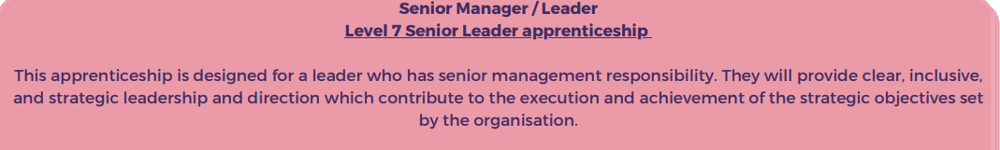 Senior Manager / Leader
Level 7 Senior Leader apprenticeship
This apprenticeship is designed for a leader who has senior management responsibility. They will provide clear, inclusive,
and strategic leadership and direction which contribute to the execution and achievement of the strategic objectives set
by the organisation.